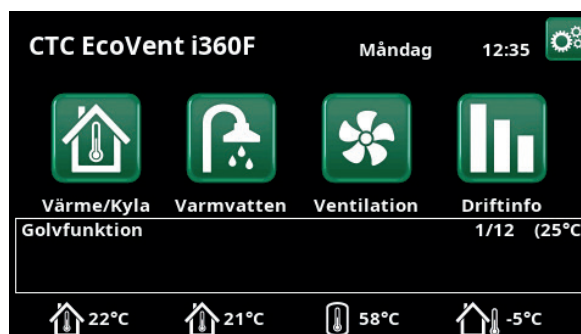 CTC EcoVent i360F Måndag 12:35
Värme/Kyla Varmvatten Ventilation Driftinfo
Golvfunktion 1/12 (25°C
22°C 21°C 58°C -5°C